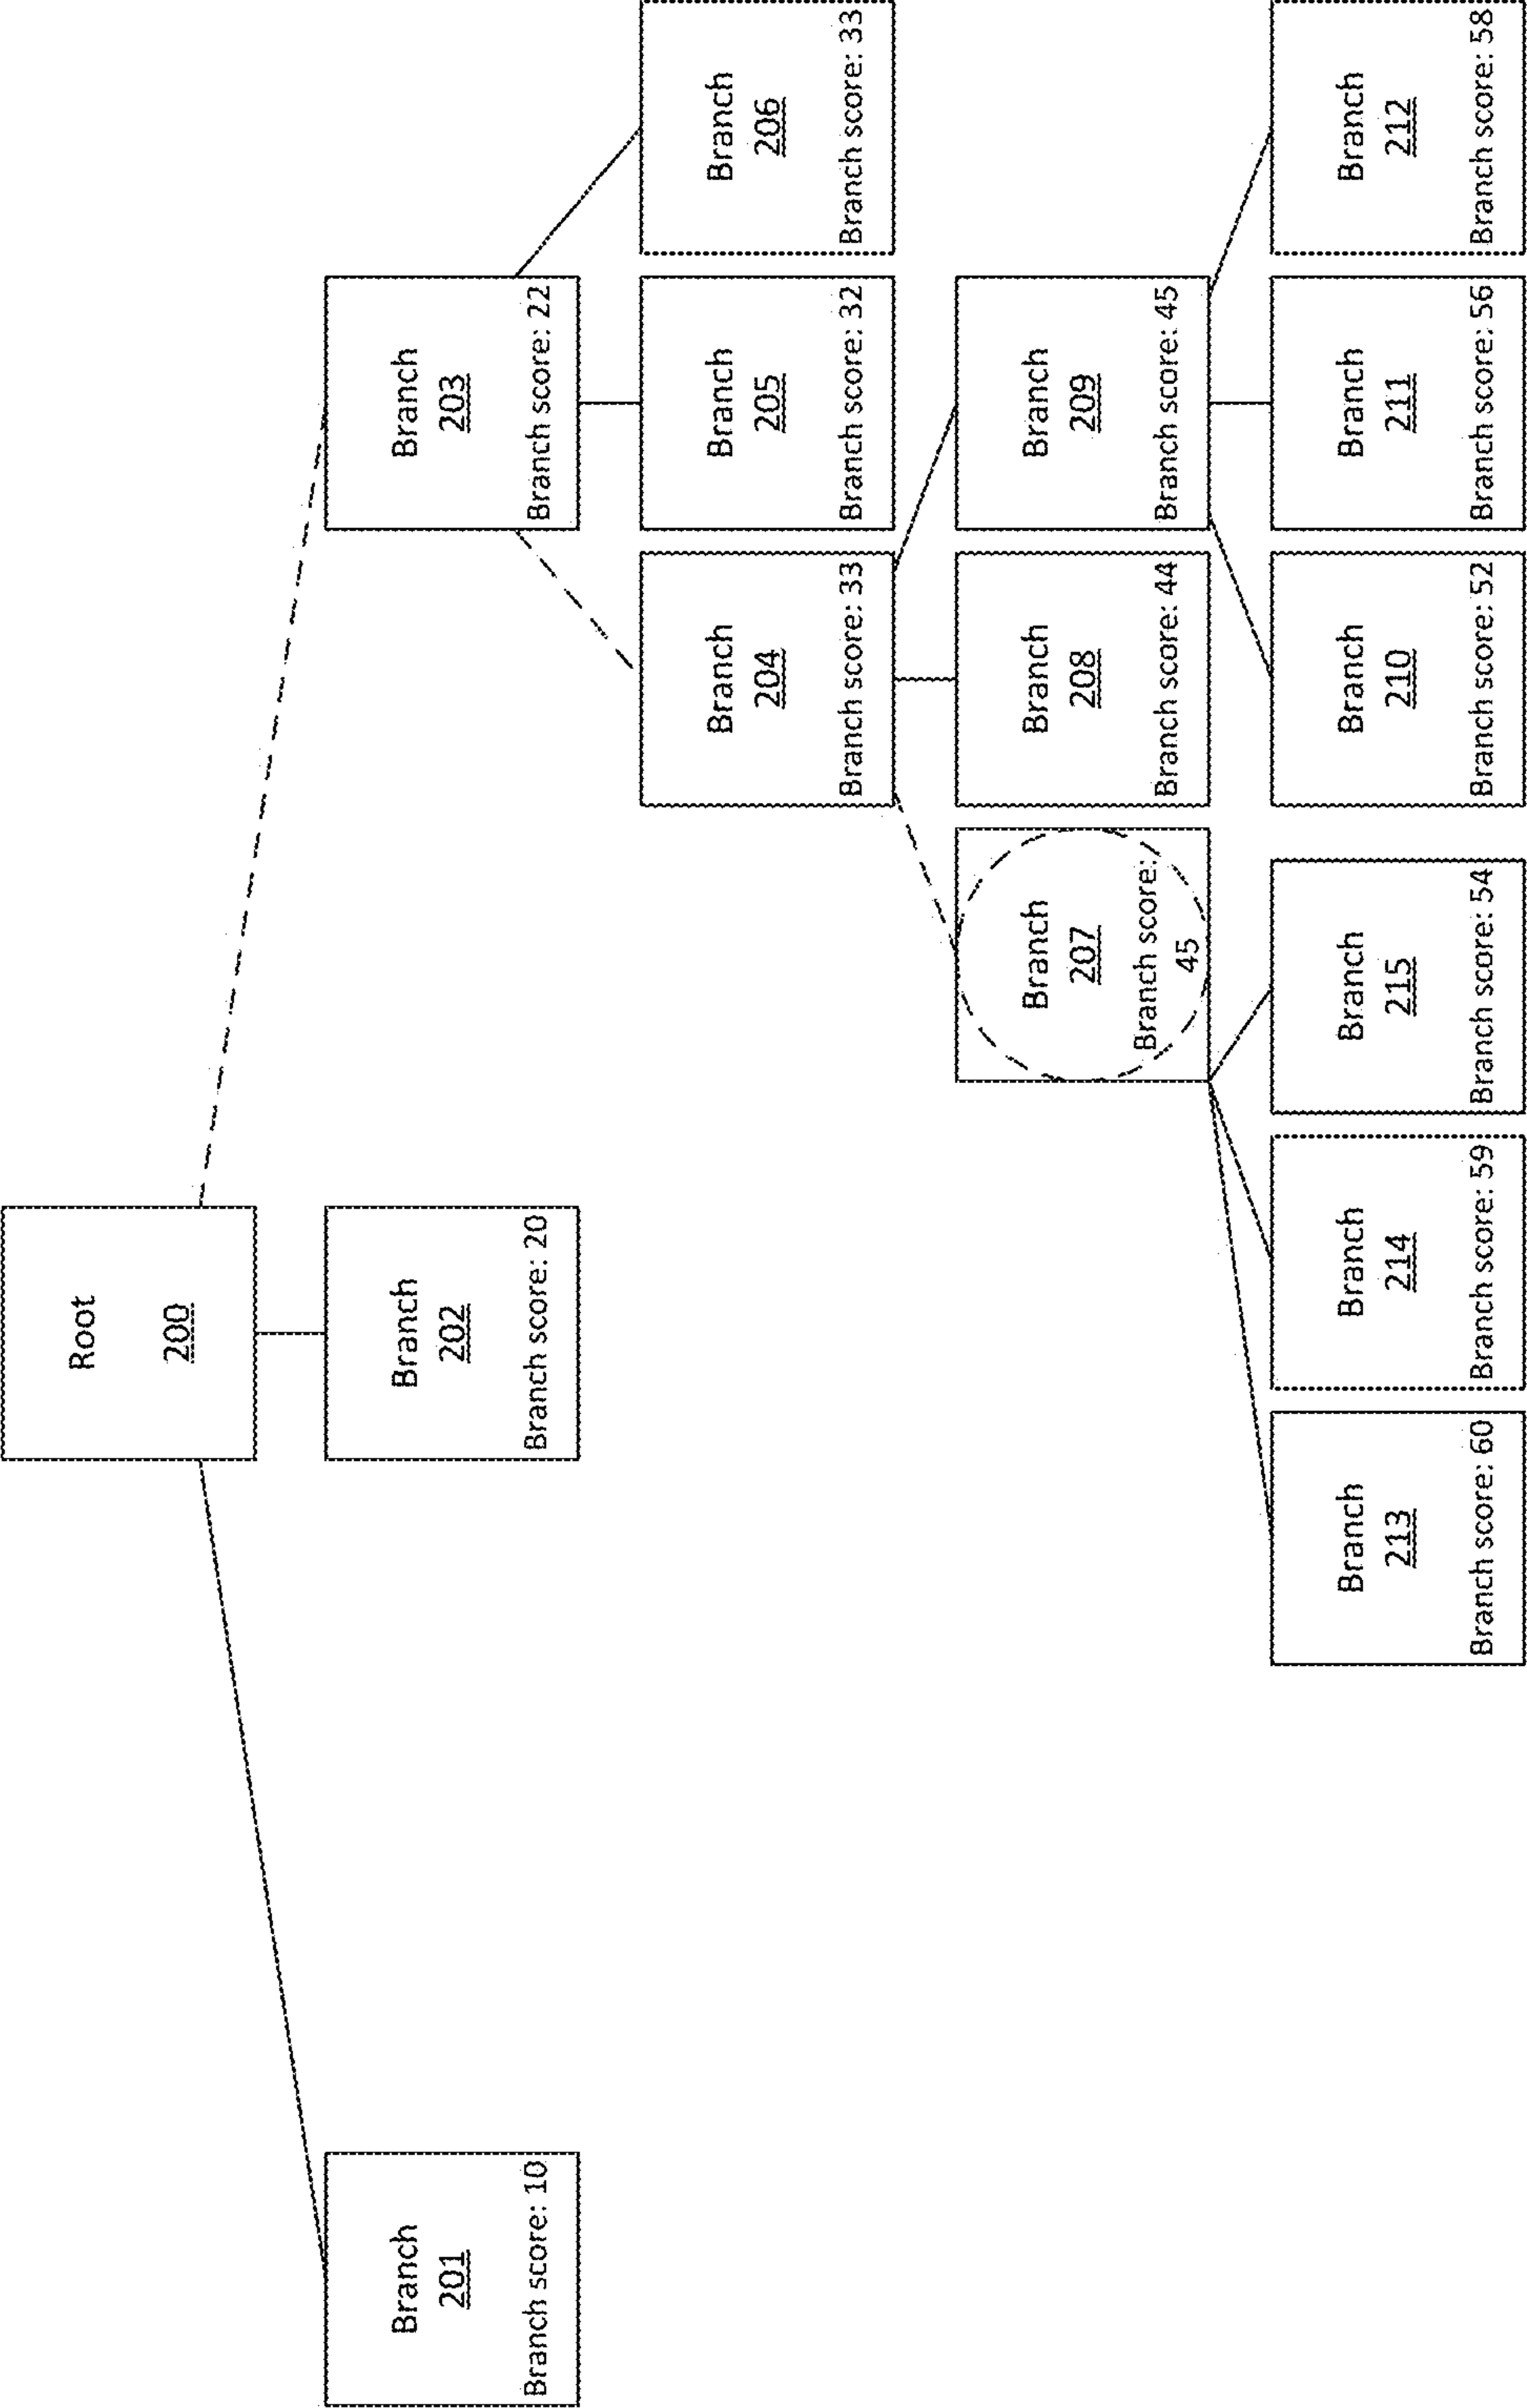 Root
200
Branch
201
Branch score: 10
Branch
202
Branch score: 20
Branch
203
Branch score: 22
Branch
204
Branch score: 33
Branch
205
Branch score: 32
Branch
206
Branch score: 33
Branch
207
Branch score:
45
Branch
208
Branch score: 44
Branch
209
Branch score: 45
Branch
213
Branch score: 60
Branch
214
Branch score: 59
Branch
215
Branch score: 54
Branch
210
Branch score: 52
Branch
211
Branch score: 56
Branch
212
Branch score: 58